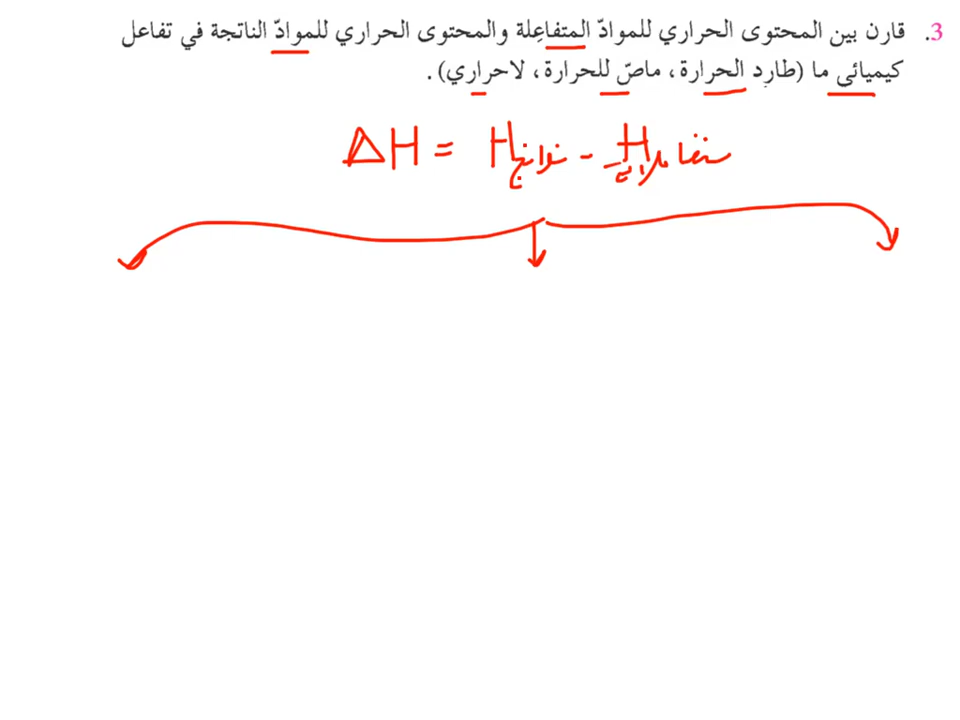 3. قارن بين المحتوى الحراري للموادّ المتفاعِلة والمحتوى الحراري للموادّ الناتجة في تفاعل
كيميائى ما (طارِد الحرارة، ماصّ للحرارة، لاحراري).
ΔH = H نواتج - H متفاعلات